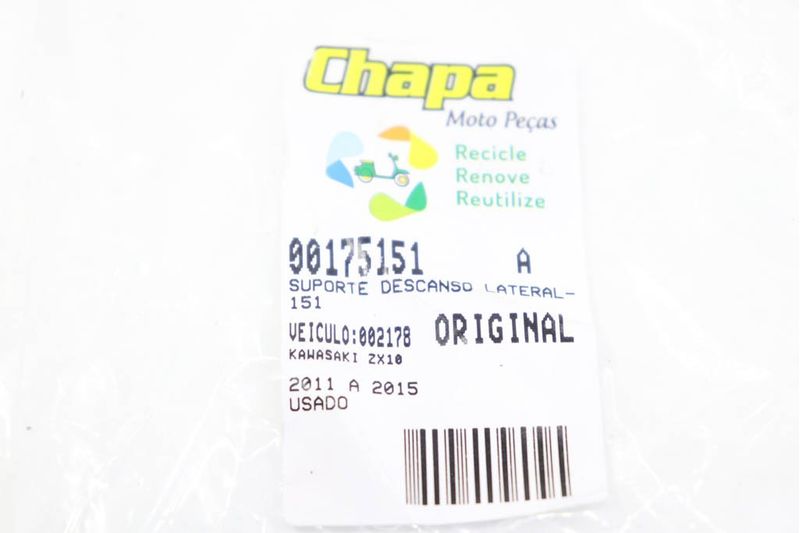 Chapa
Moto Peças
Recicle
Renove
Reutilize
00175151 A
SUPORTE DESCANSO LATERAL-
151
VEICULO:002178 ORIGINAL
KAWASAKI ZX10
2011 A 2015
USADO